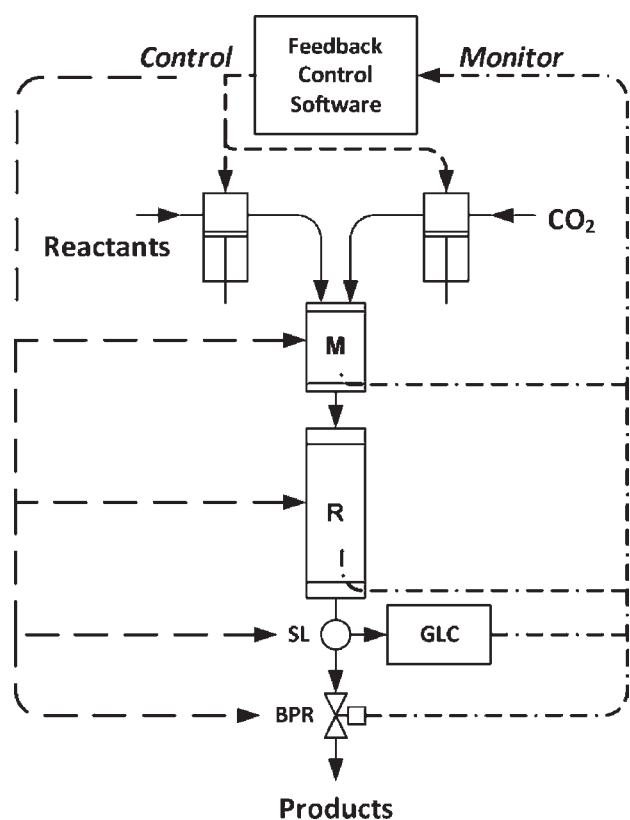 Control
Feedback
Control
Software
Monitor
Reactants
CO₂
M
R
SL
GLC
BPR
Products